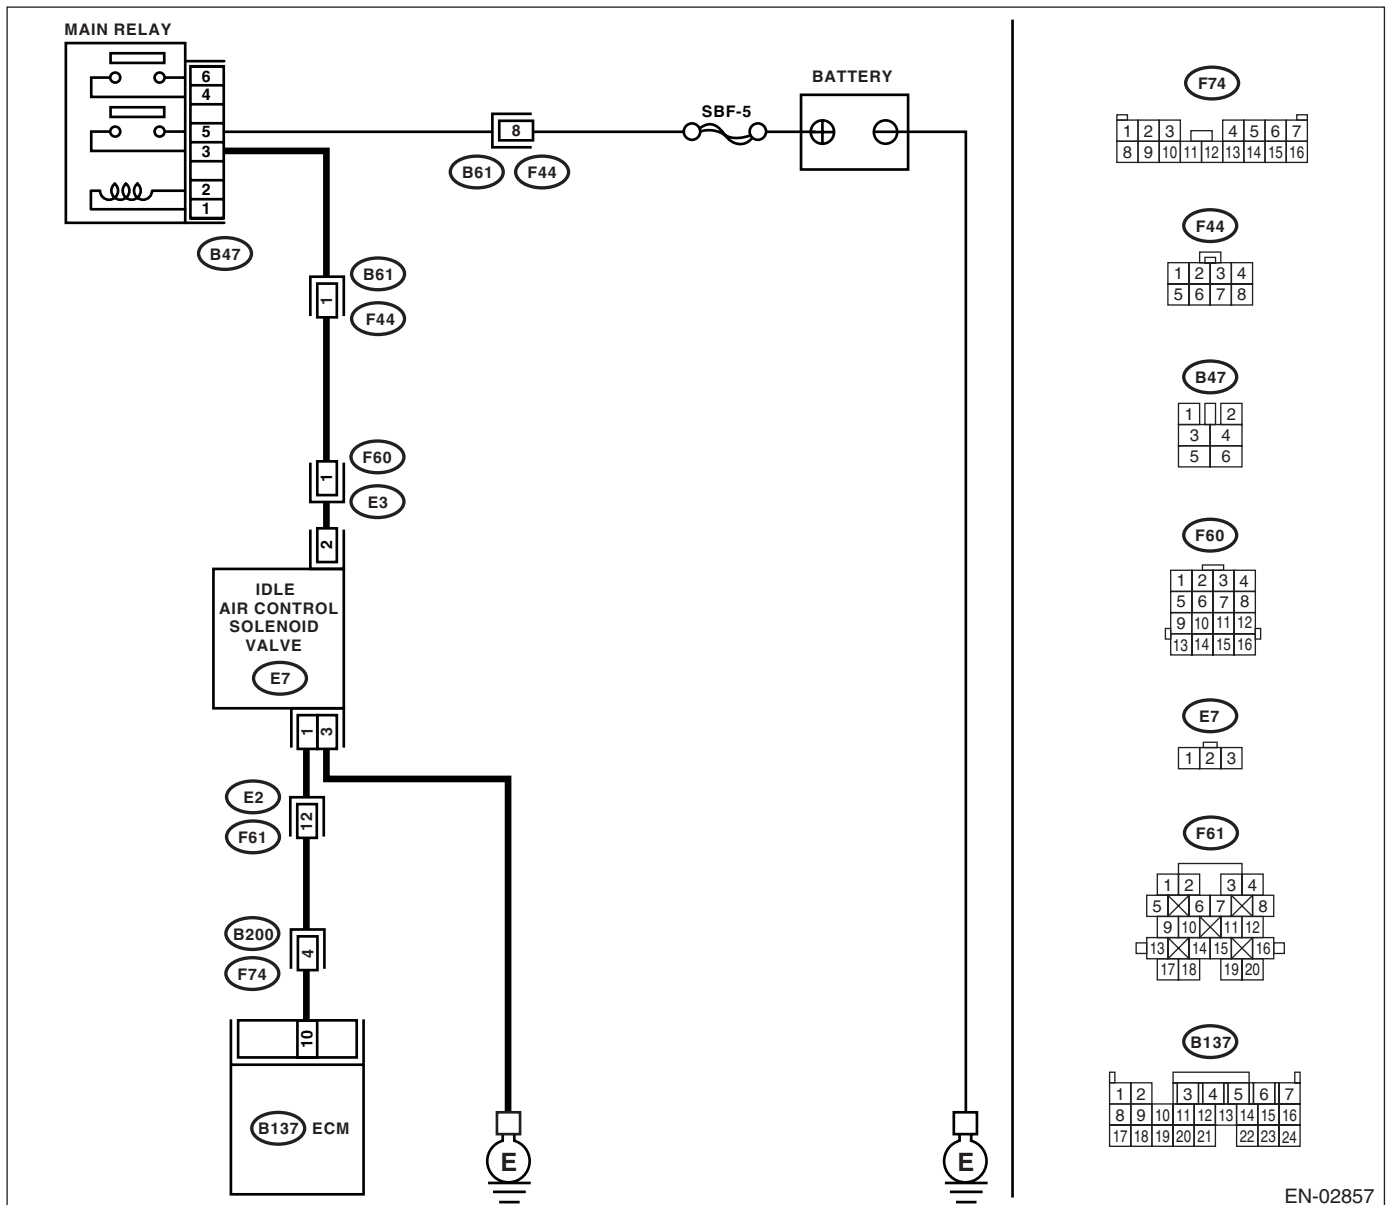 MAIN RELAY
6
4
5
3
2
1
B47
8
B61 F44
SBF-5
BATTERY
B61
1
F44
F60
1
E3
2
IDLE
AIR CONTROL
SOLENOID
VALVE
E7
1 3
E2
12
F61
B200
4
F74
10
B137 ECM
E
E
F74
1 2 3 4 5 6 7
8 9 10 11 12 13 14 15 16
F44
1 2 3 4
5 6 7 8
B47
1 2
3 4
5 6
F60
1 2 3 4
5 6 7 8
9 10 11 12
13 14 15 16
E7
1 2 3
F61
1 2 3 4
5 6 7 8
9 10 11 12
13 14 15 16
17 18 19 20
B137
1 2 3 4 5 6 7
8 9 10 11 12 13 14 15 16
17 18 19 20 21 22 23 24
EN-02857